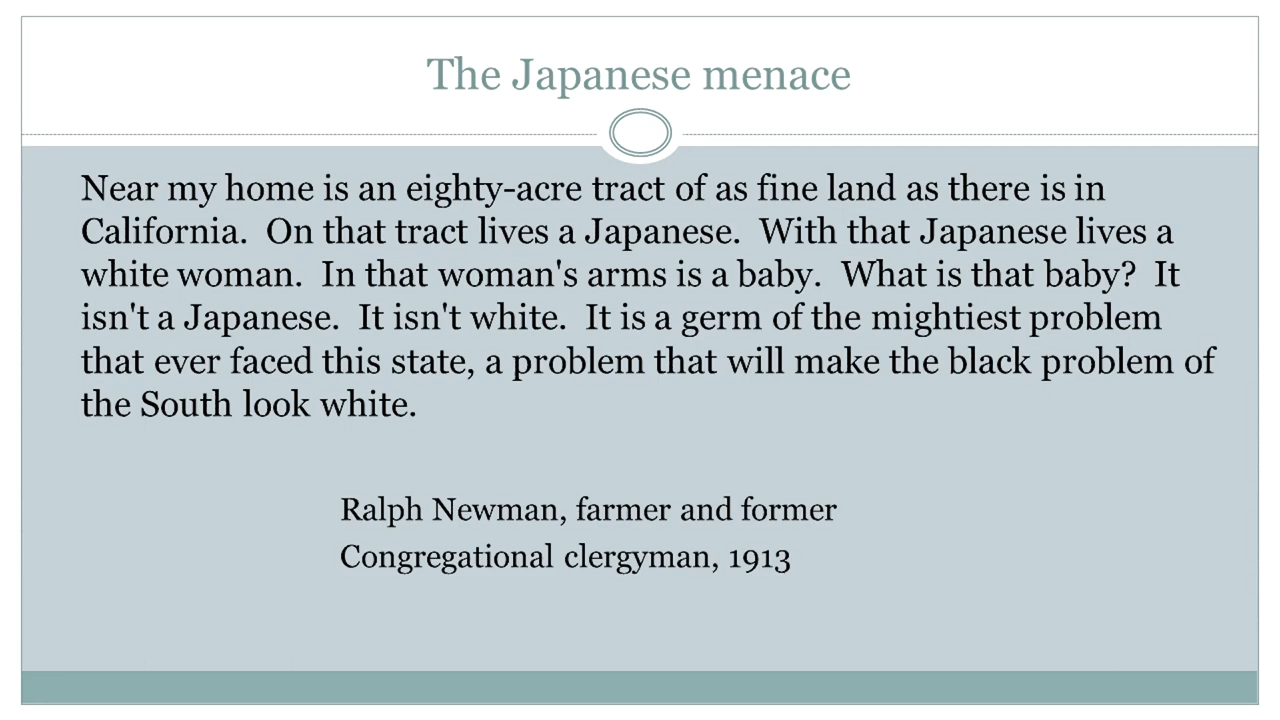 The Japanese menace
Near my home is an eighty-acre tract of as fine land as there is in
California.  On that tract lives a Japanese.  With that Japanese lives a
white woman.  In that woman's arms is a baby.  What is that baby?  It
isn't a Japanese.  It isn't white.  It is a germ of the mightiest problem
that ever faced this state, a problem that will make the black problem of
the South look white.
Ralph Newman, farmer and former
Congregational clergyman, 1913